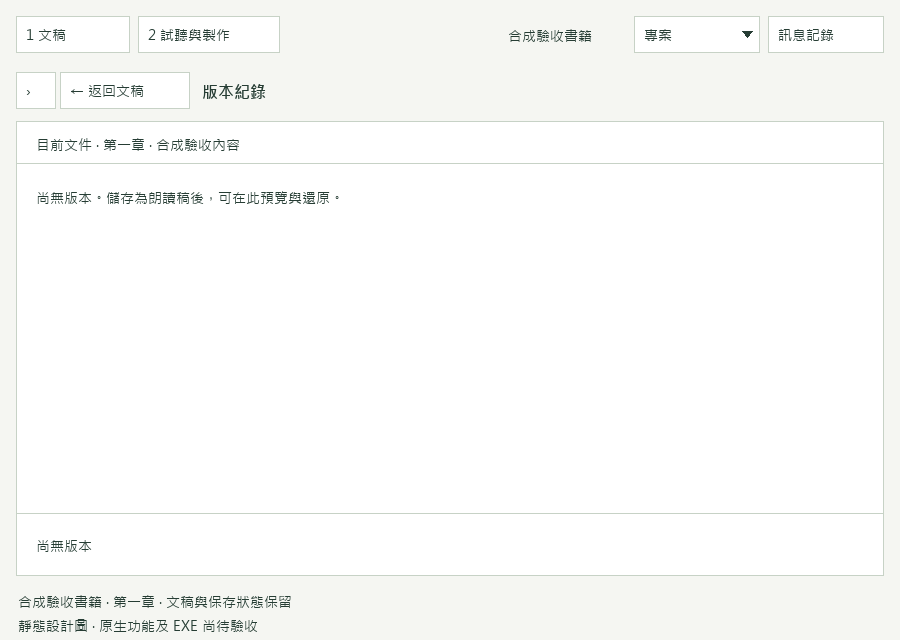 1 文稿
2 試聽與製作
合成驗收書籍
專案
訊息記錄
›
← 返回文稿
版本紀錄
目前文件 · 第一章 · 合成驗收內容
尚無版本。儲存為朗讀稿後，可在此預覽與還原。
尚無版本
合成驗收書籍 · 第一章 · 文稿與保存狀態保留
靜態設計圖 · 原生功能及 EXE 尚待驗收